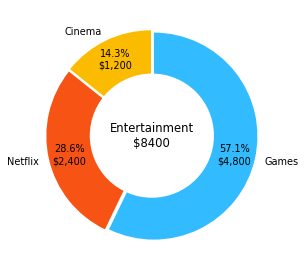 Cinema
14.3%
$1,200
Entertainment
$8400
28.6%
$2,400
Netflix
57.1%
$4,800
Games